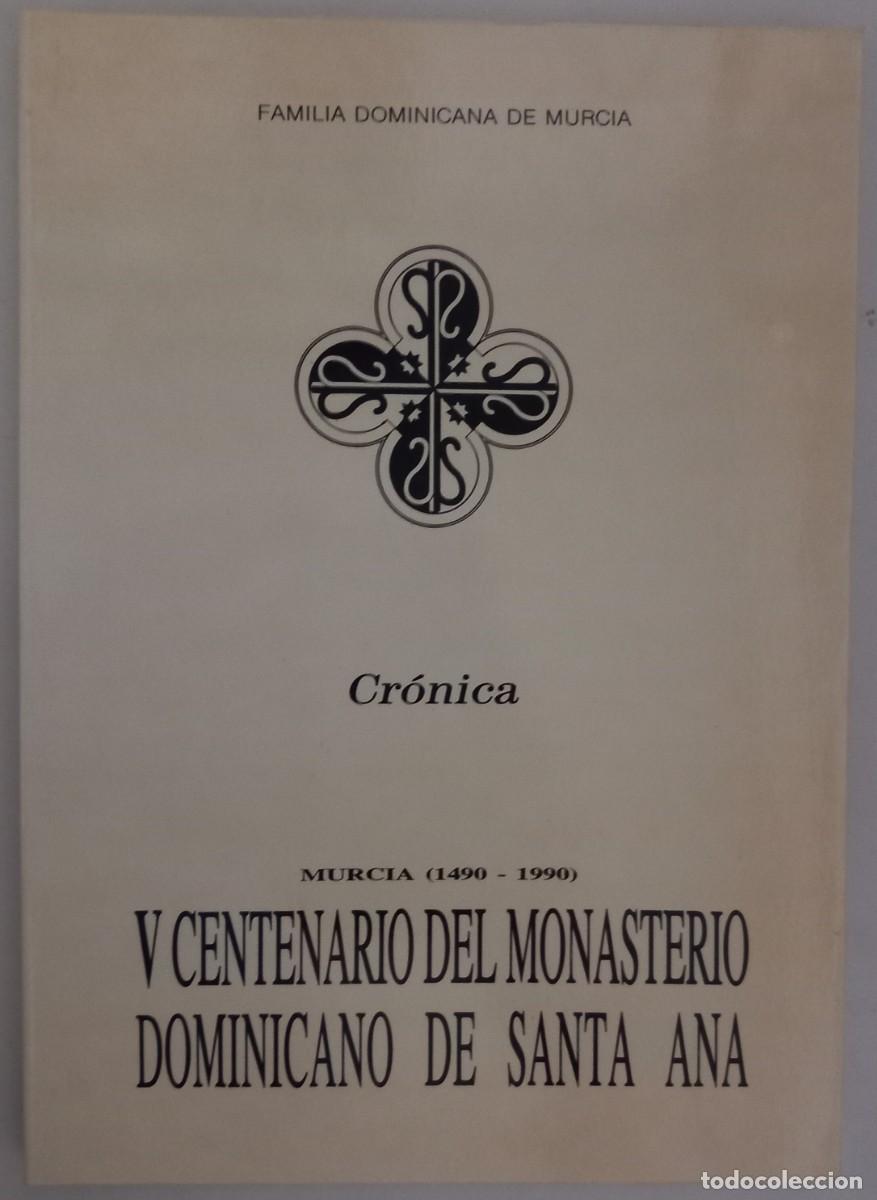 FAMILIA DOMINICANA DE MURCIA
Crónica
MURCIA (1490 - 1990)
V CENTENARIO DEL MONASTERIO
DOMINICANO DE SANTA ANA
todocoleccion